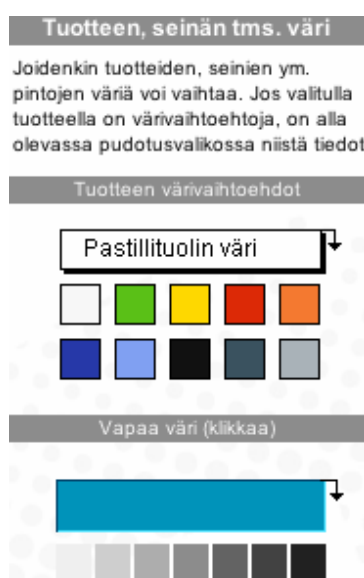 Tuotteen, seinän tms. väri
Joidenkin tuotteiden, seinien ym.
pintojen väriä voi vaihtaa. Jos valitulla
tuotteella on värivaihtoehtoja, on alla
olevassa pudotusvalikossa niistä tiedot
Tuotteen värivaihtoehdot
Pastillituolin väri
Vapaa väri (klikkaa)